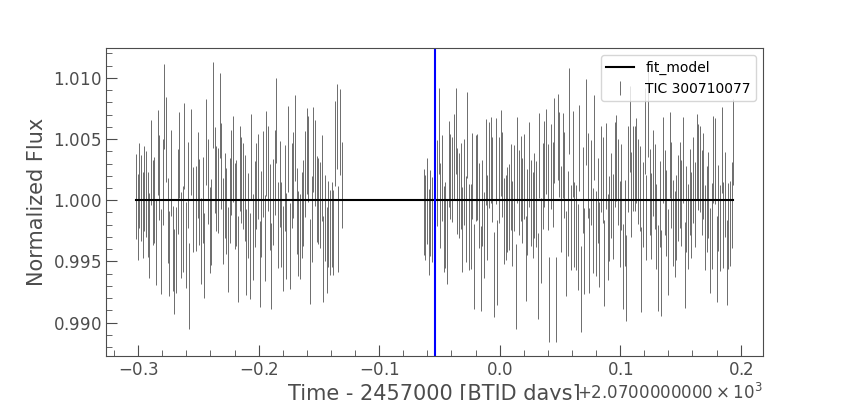 fit_model
TIC 300710077
1.010
1.005
1.000
0.995
0.990
Normalized Flux
−0.3
−0.2
−0.1
0.0
0.1
0.2
Time - 2457000 [BTJD days]
+2.0700000000 × 10³